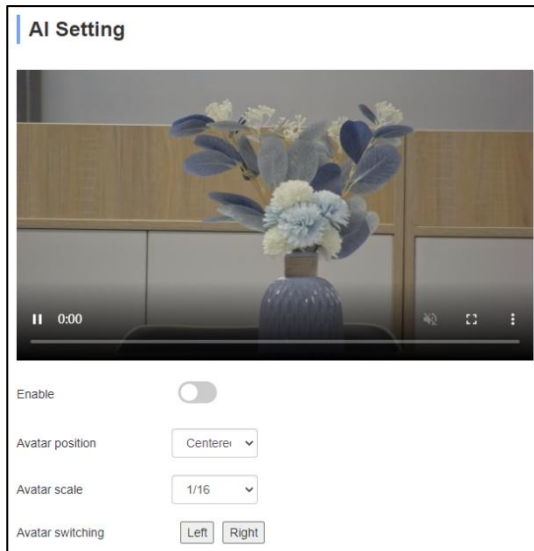 AI Setting
0:00
Enable
Avatar position Centere
Avatar scale 1/16
Avatar switching Left Right